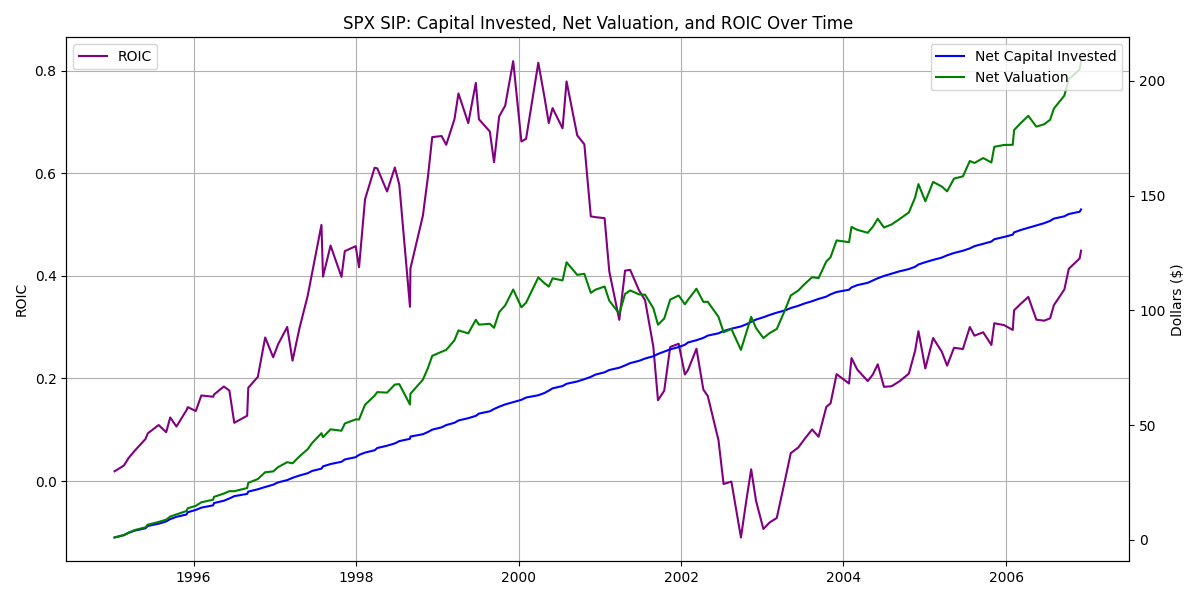 SPX SIP: Capital Invested, Net Valuation, and ROIC Over Time
ROIC
Net Capital Invested
Net Valuation
0.8
0.6
0.4
0.2
0.0
ROIC
200
150
100
50
0
Dollars ($)
1996
1998
2000
2002
2004
2006